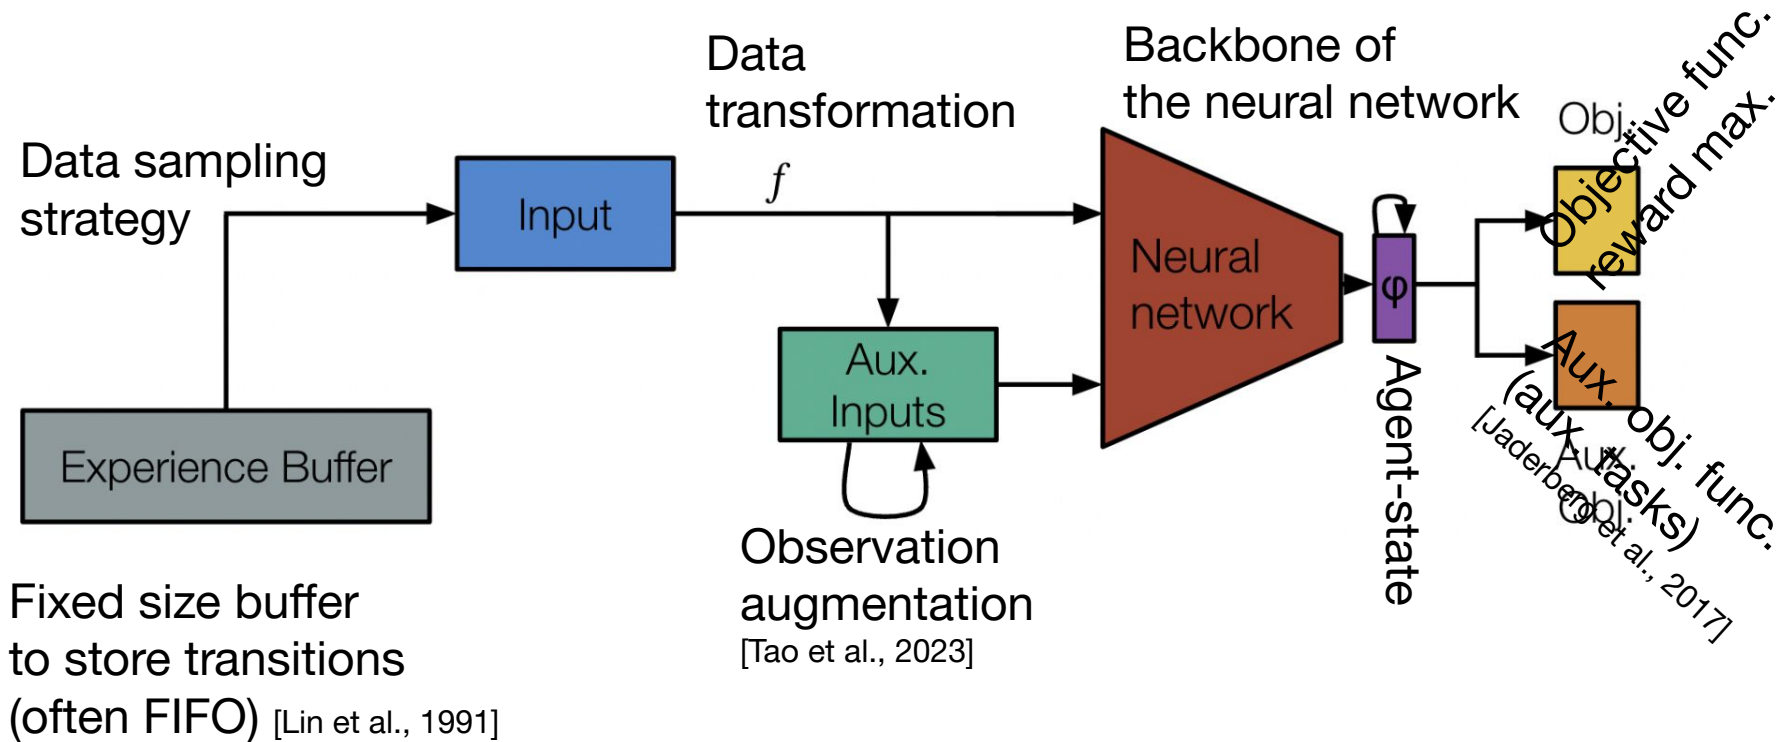 Data sampling
strategy
Input
Data
transformation
f
Backbone of
the neural network
Neural
network
Aux.
Inputs
Observation
augmentation
[Tao et al., 2023]
Experience Buffer
Fixed size buffer
to store transitions
(often FIFO) [Lin et al., 1991]
φ
Agent-state
Obj.
Objective func.
reward max.
Aux. obj. func.
(aux. tasks)
[Jaderberg et al., 2017]
Aux.
Obj.